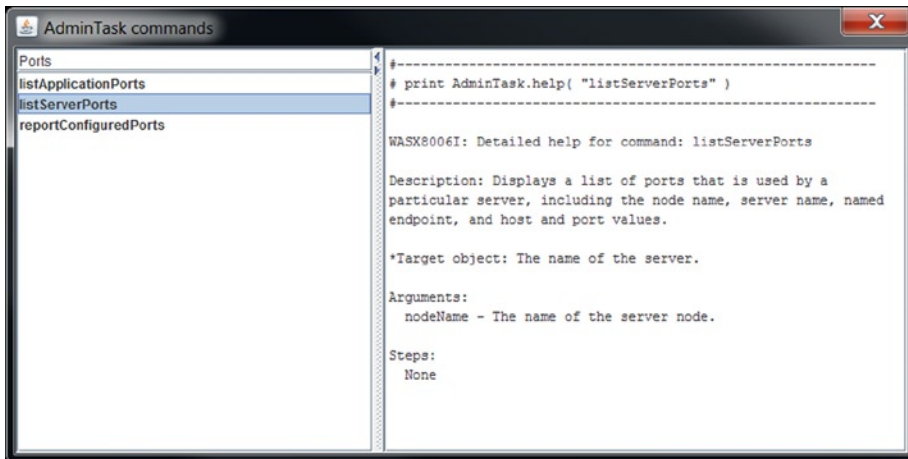 AdminTask commands
Ports
listApplicationPorts
listServerPorts
reportConfiguredPorts
#--------------------------------------------------------------
# print AdminTask.help( "listServerPorts" )
#--------------------------------------------------------------
WASX8006I: Detailed help for command: listServerPorts
Description: Displays a list of ports that is used by a
particular server, including the node name, server name, named
endpoint, and host and port values.
*Target object: The name of the server.
Arguments:
nodeName - The name of the server node.
Steps:
None